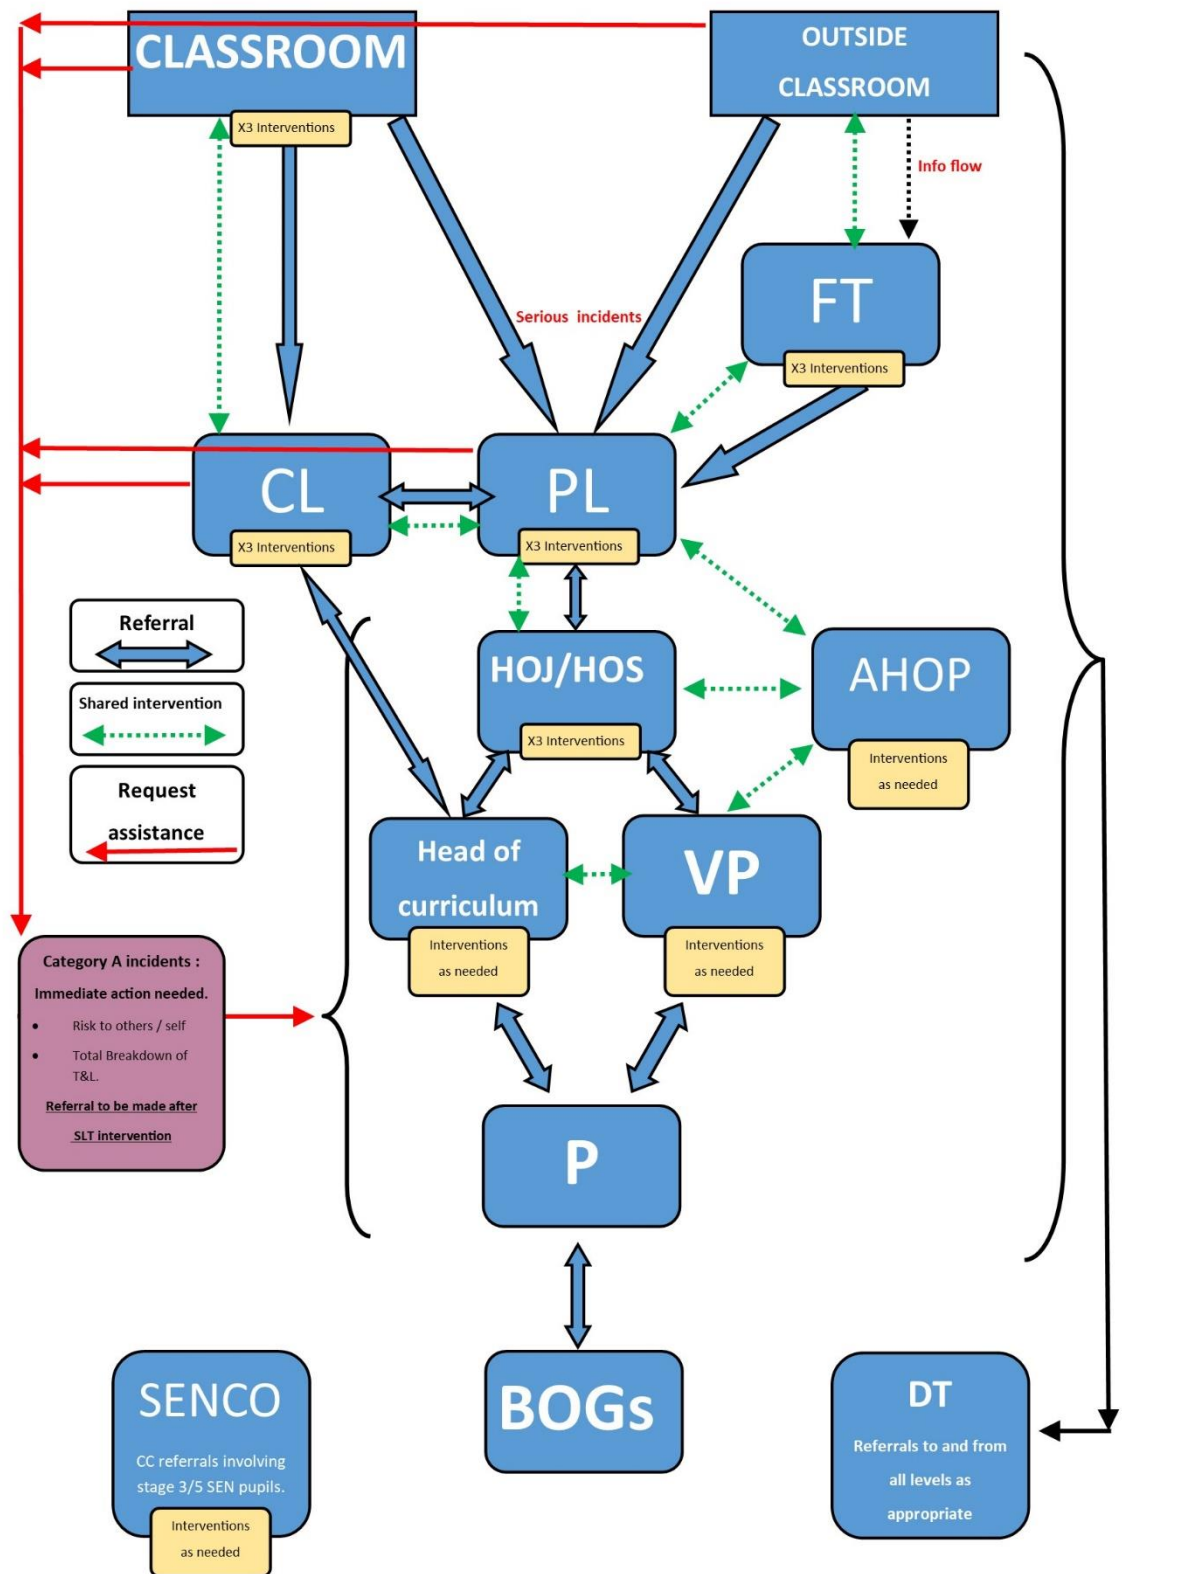 CLASSROOM
X3 Interventions
OUTSIDE
CLASSROOM
Info flow
FT
X3 Interventions
Serious incidents
CL
X3 Interventions
PL
X3 Interventions
Referral
Shared intervention
Request
assistance
HOJ/HOS
X3 Interventions
AHOP
Interventions
as needed
Head of
curriculum
Interventions
as needed
VP
Interventions
as needed
Category A incidents :
Immediate action needed.
• Risk to others / self
• Total Breakdown of
T&L.
Referral to be made after
SLT intervention
P
BOGs
SENCO
CC referrals involving
stage 3/5 SEN pupils.
Interventions
as needed
DT
Referrals to and from
all levels as
appropriate